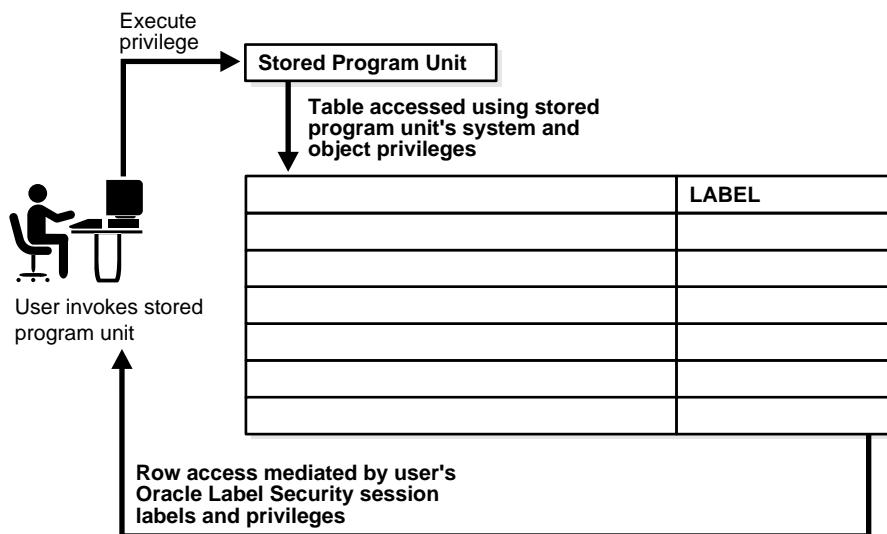 Execute
privilege
Stored Program Unit
Table accessed using stored
program unit's system and
object privileges
LABEL
User invokes stored
program unit
Row access mediated by user's
Oracle Label Security session
labels and privileges